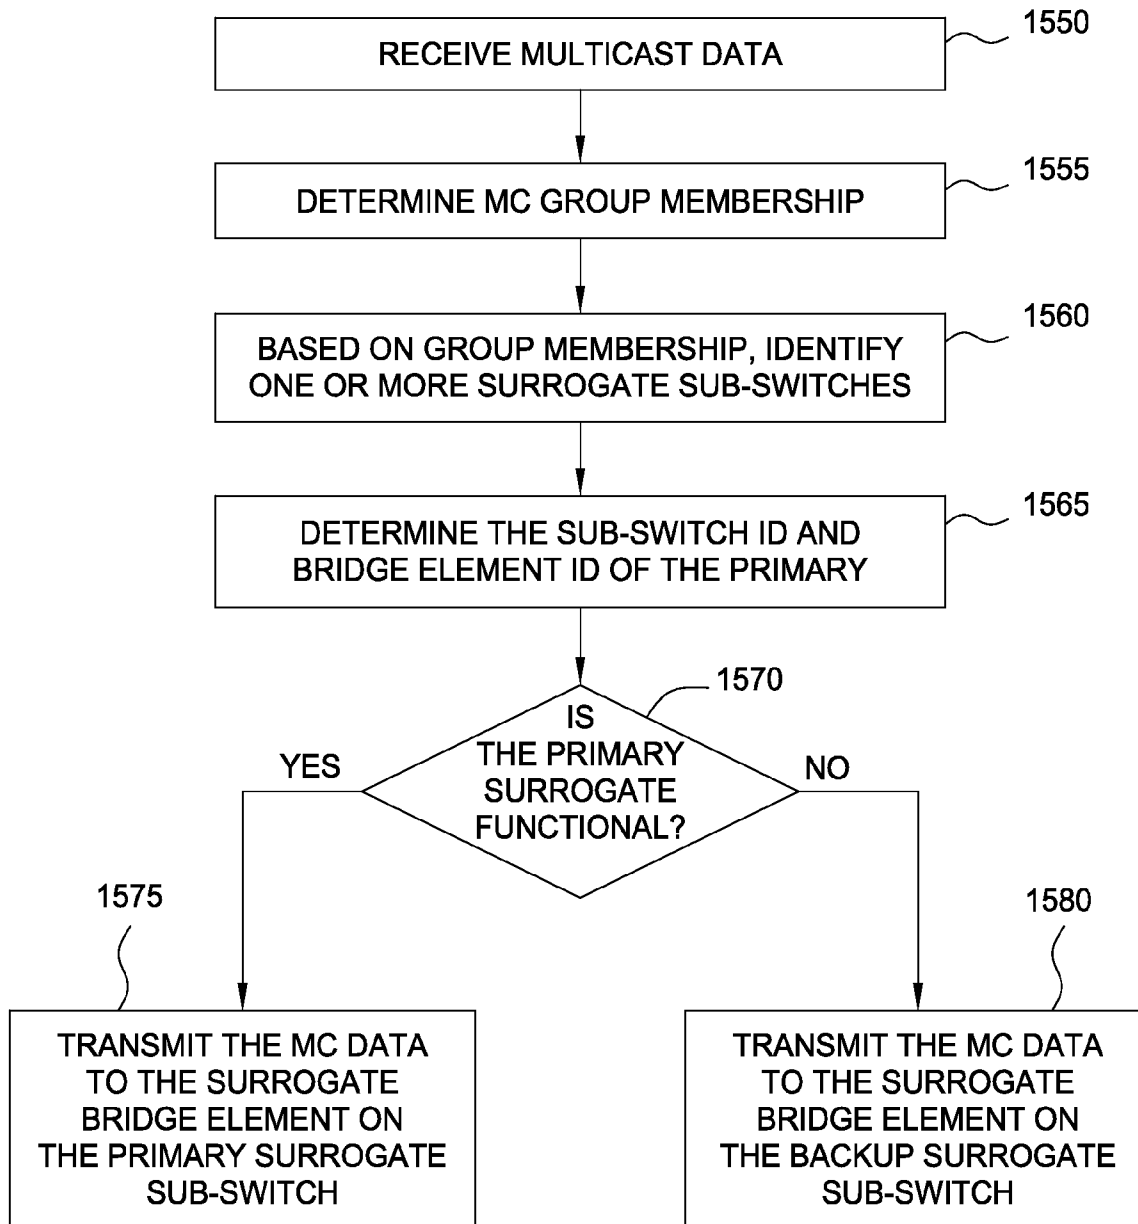 1550
RECEIVE MULTICAST DATA
1555
DETERMINE MC GROUP MEMBERSHIP
1560
BASED ON GROUP MEMBERSHIP, IDENTIFY
ONE OR MORE SURROGATE SUB-SWITCHES
1565
DETERMINE THE SUB-SWITCH ID AND
BRIDGE ELEMENT ID OF THE PRIMARY
1570
IS
THE PRIMARY
SURROGATE
FUNCTIONAL?
YES
NO
1575
TRANSMIT THE MC DATA
TO THE SURROGATE
BRIDGE ELEMENT ON
THE PRIMARY SURROGATE
SUB-SWITCH
1580
TRANSMIT THE MC DATA
TO THE SURROGATE
BRIDGE ELEMENT ON
THE BACKUP SURROGATE
SUB-SWITCH